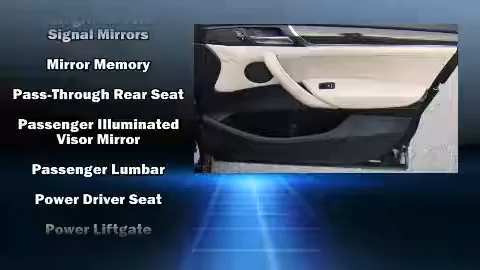 Signal Mirrors
Mirror Memory
Pass-Through Rear Seat
Passenger Illuminated
Visor Mirror
Passenger Lumbar
Power Driver Seat
Power Liftgate